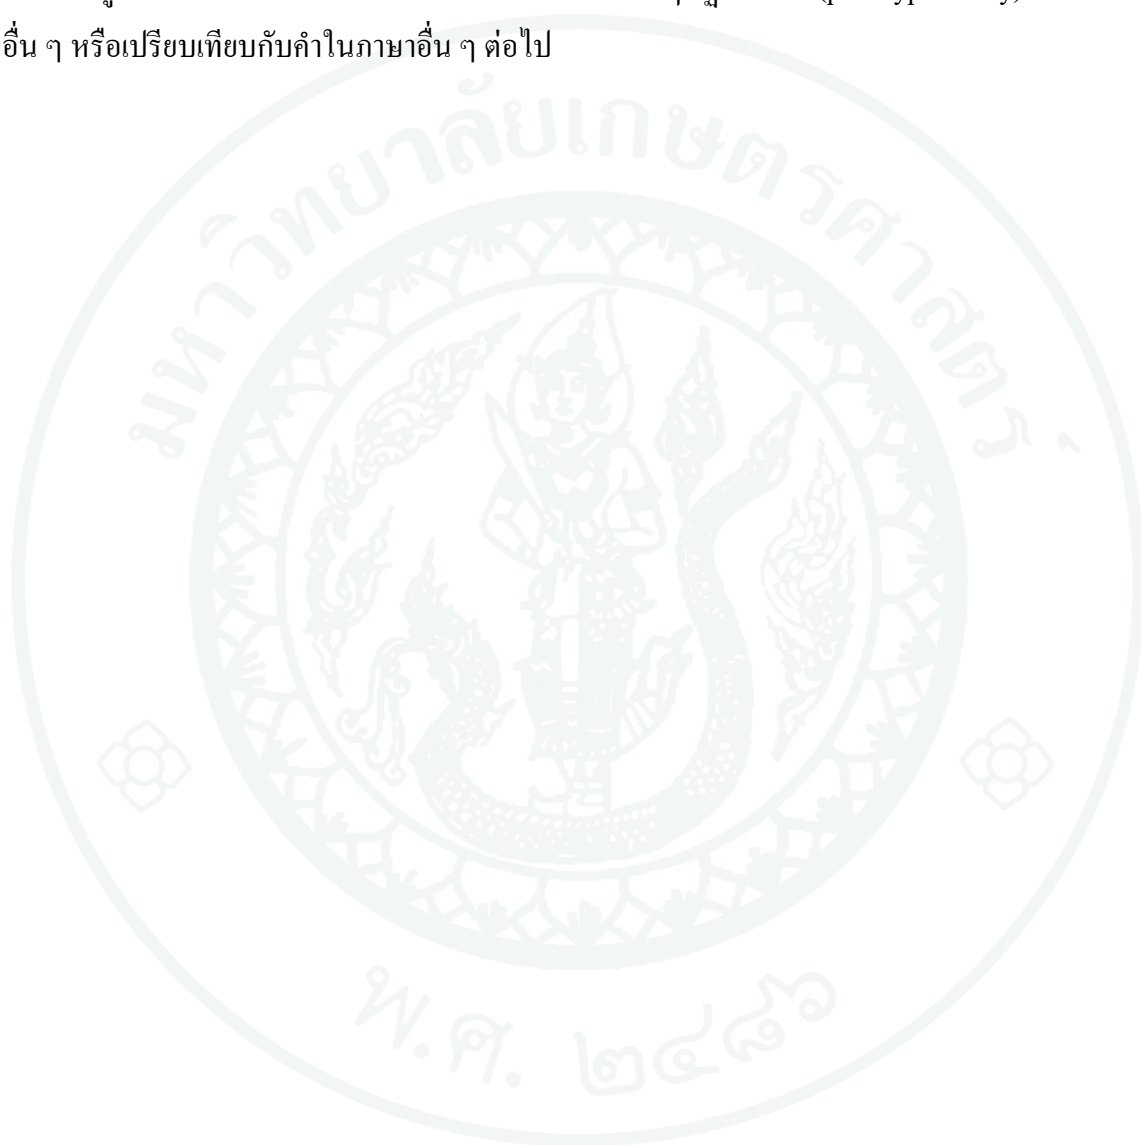 อื่น ๆ หรือเปรียบเทียบกับคำในภาษาอื่น ๆ ต่อไป
มหาวิทยาลัยเกษตรศาสตร์
พ.ศ. ๒๔๘๖